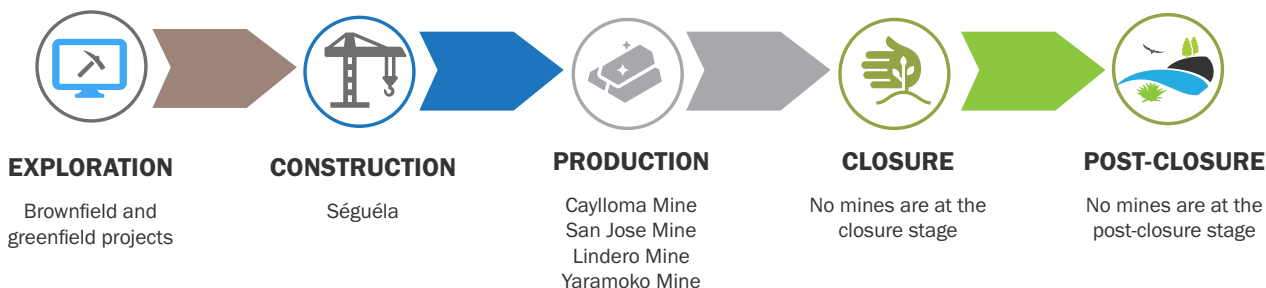 EXPLORATION
Brownfield and
greenfield projects
CONSTRUCTION
Séguéla
PRODUCTION
Caylloma Mine
San Jose Mine
Lindero Mine
Yaramoko Mine
CLOSURE
No mines are at the
closure stage
POST-CLOSURE
No mines are at the
post-closure stage